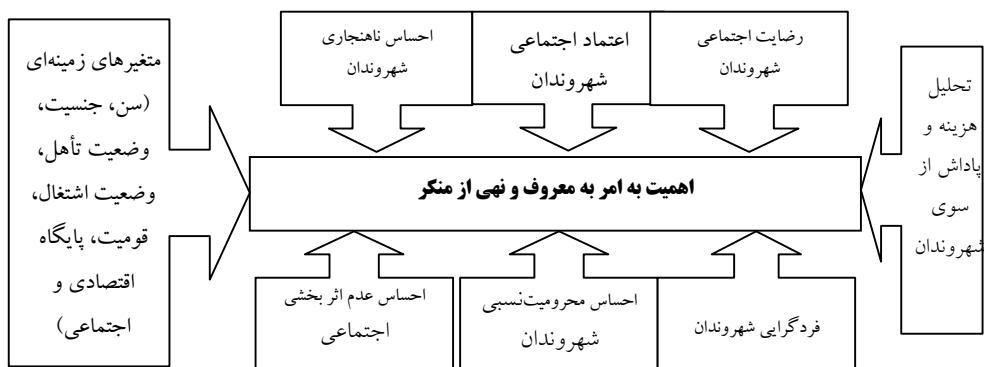 رضایت اجتماعی
شهروندان
اعتماد اجتماعی
شهروندان
احساس ناهنجاری
شهروندان
تحلیل
هزینه و
پاداش از
سوی
شهروندان
متغیرهای زمینه‌ای
(سن، جنسیت،
وضعیت تأهل،
وضعیت اشتغال،
قومیت، پایگاه
اقتصادی و
اجتماعی)
اهمیت به امر به معروف و نهی از منکر
فردگرایی شهروندان
احساس محرومیت‌نسبی
شهروندان
احساس عدم اثر بخشی
اجتماعی